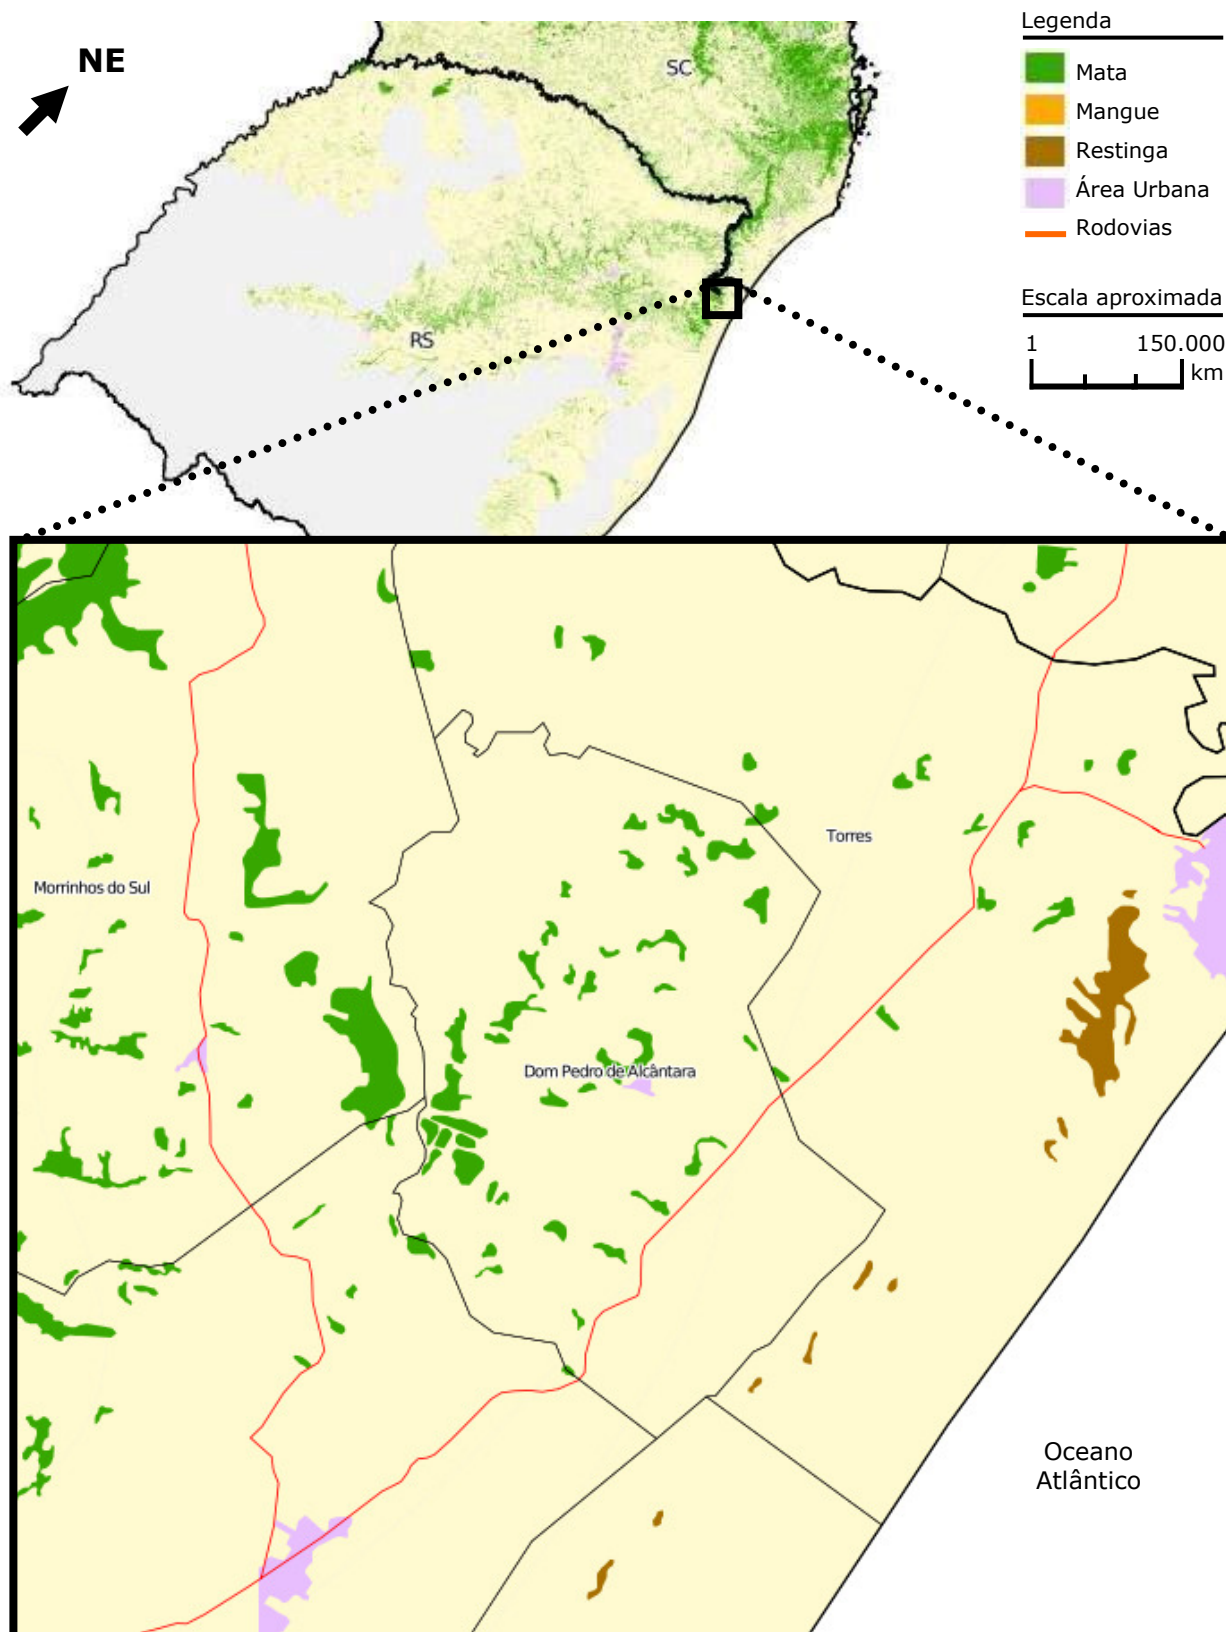 NE
SC
RS
Legenda
Mata
Mangue
Restinga
Área Urbana
Rodovias
Escala aproximada
1 150.000
km
Torres
Morrinhos do Sul
Dom Pedro de Alcântara
Oceano
Atlântico